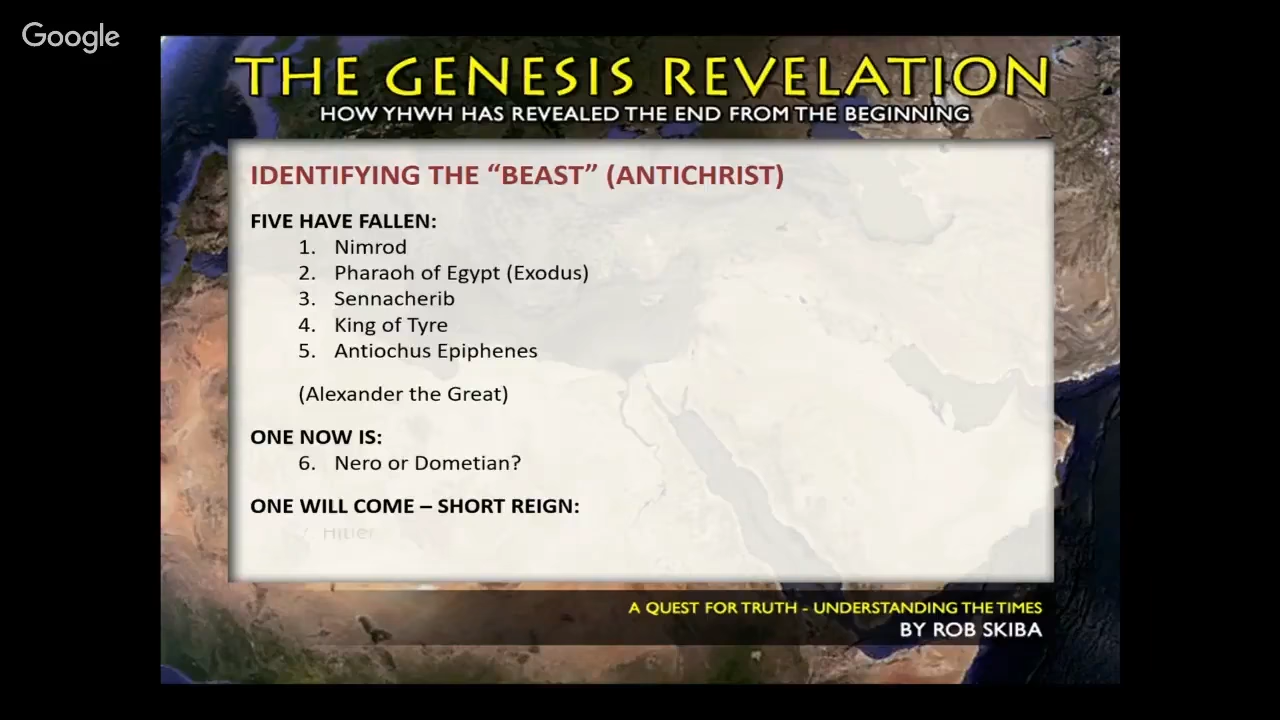 Google
THE GENESIS REVELATION
HOW YHWH HAS REVEALED THE END FROM THE BEGINNING
IDENTIFYING THE “BEAST” (ANTICHRIST)
FIVE HAVE FALLEN:
1. Nimrod
2. Pharaoh of Egypt (Exodus)
3. Sennacherib
4. King of Tyre
5. Antiochus Epiphenes
(Alexander the Great)
ONE NOW IS:
6. Nero or Dometian?
ONE WILL COME – SHORT REIGN:
7. Hitler
A QUEST FOR TRUTH - UNDERSTANDING THE TIMES
BY ROB SKIBA